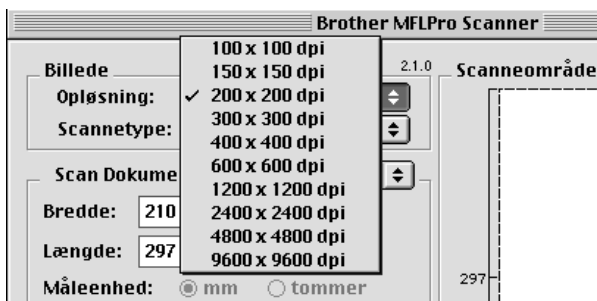 Brother MFLPro Scanner
Billede
2.1.0
Opløsning:
Scannetype:
100 x 100 dpi
150 x 150 dpi
✓ 200 x 200 dpi
300 x 300 dpi
400 x 400 dpi
600 x 600 dpi
1200 x 1200 dpi
2400 x 2400 dpi
4800 x 4800 dpi
9600 x 9600 dpi
Scan Dokume
Bredde: 210
Længde: 297
Måleenhed: mm tommer
Scanneområde
297